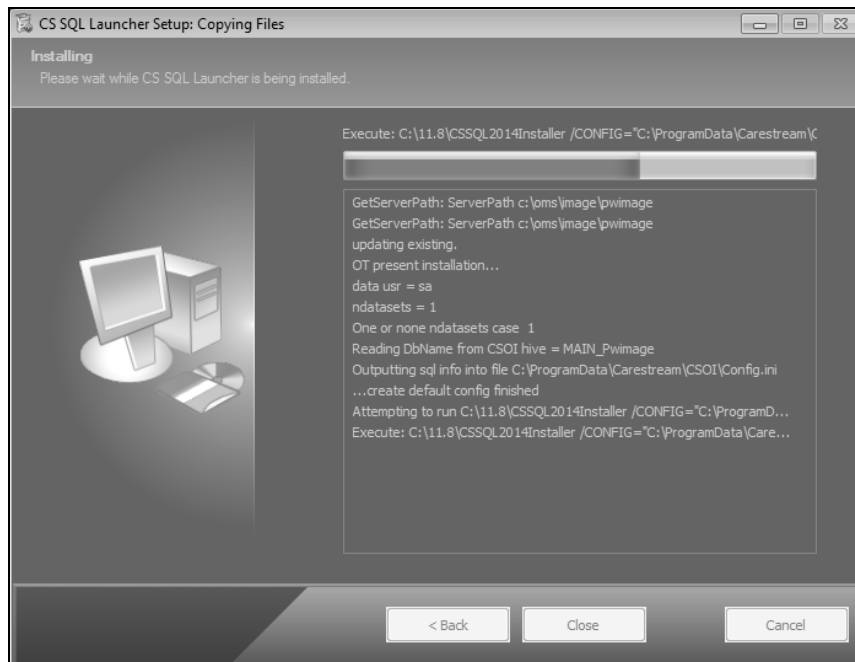 CS SQL Launcher Setup: Copying Files
Installing
Please wait while CS SQL Launcher is being installed.
Execute: C:\11.8\CSSQL2014Installer /CONFIG="C:\ProgramData\Carestream\C
GetServerPath: ServerPath c:\oms\image\pwimage
GetServerPath: ServerPath c:\oms\image\pwimage
updating existing.
OT present installation...
data usr = sa
ndatasets = 1
One or none ndatasets case  1
Reading DbName from CSOI hive = MAIN_Pwimage
Outputting sql info into file C:\ProgramData\Carestream\CSOI\Config.ini
...create default config finished
Attempting to run C:\11.8\CSSQL2014Installer /CONFIG="C:\ProgramD...
Execute: C:\11.8\CSSQL2014Installer /CONFIG="C:\ProgramData\Care...
< Back
Close
Cancel